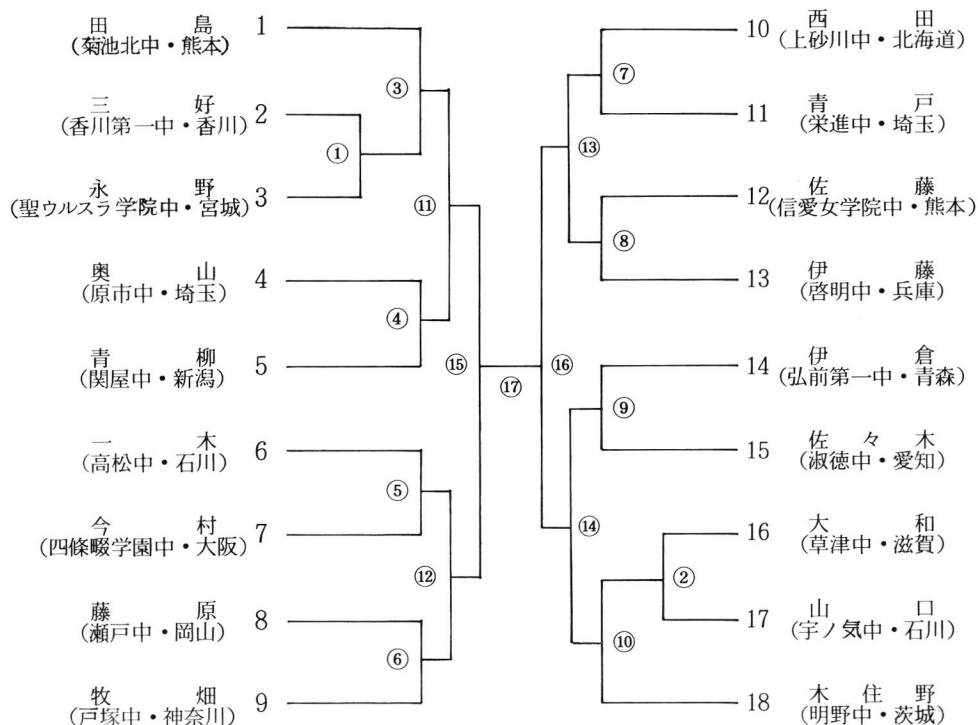 田島 1
(菊池北中・熊本)
三好 2
(香川第一中・香川)
永野 3
(聖ウルスラ学院中・宮城)
奥山 4
(原市中・埼玉)
青柳 5
(関屋中・新潟)
一木 6
(高松中・石川)
今村 7
(四條畷学園中・大阪)
藤原 8
(瀬戸中・岡山)
牧畑 9
(戸塚中・神奈川)
③
①
⑪
④
⑮
⑤
⑫
⑥
⑰
10 西田
(上砂川中・北海道)
11 青戸
(栄進中・埼玉)
12 佐藤
(信愛女学院中・熊本)
13 伊藤
(啓明中・兵庫)
14 伊倉
(弘前第一中・青森)
15 佐々木
(淑徳中・愛知)
16 大和
(草津中・滋賀)
17 山口
(宇ノ気中・石川)
18 木住野
(明野中・茨城)
⑦
⑬
⑧
⑯
⑨
⑭
②
⑩